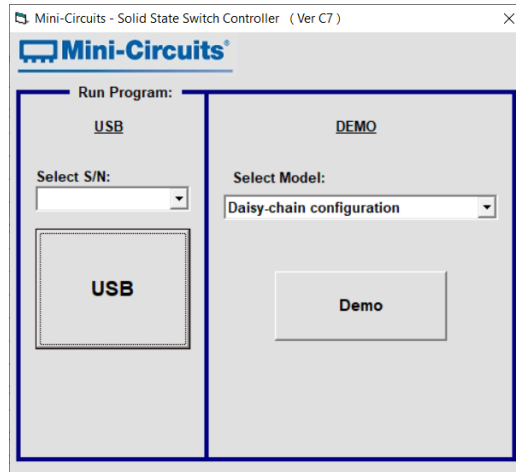 Mini-Circuits - Solid State Switch Controller ( Ver C7 )
Mini-Circuits®
Run Program:
USB
Select S/N:
USB
DEMO
Select Model:
Daisy-chain configuration
Demo